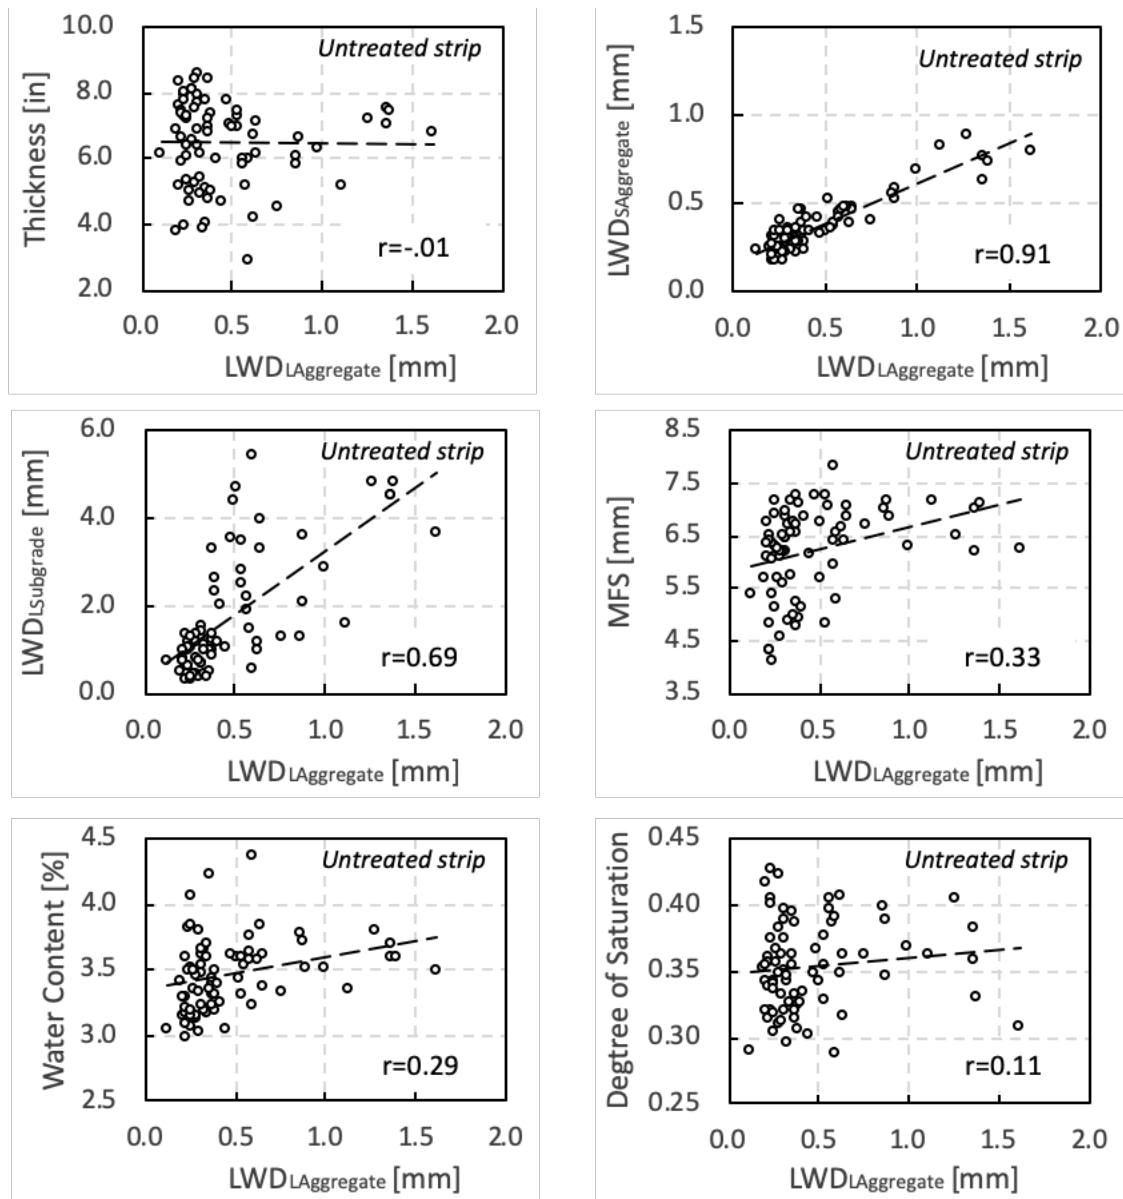 10.0
8.0
6.0
4.0
2.0
Thickness [in]
Untreated strip
r=-.01
0.0 0.5 1.0 1.5 2.0
LWDLAggregate [mm]
1.5
1.0
0.5
0.0
LWDSAggregate [mm]
Untreated strip
r=0.91
0.0 0.5 1.0 1.5 2.0
LWDLAggregate [mm]
6.0
4.0
2.0
0.0
LWDLSubgrade [mm]
Untreated strip
r=0.69
0.0 0.5 1.0 1.5 2.0
LWDLAggregate [mm]
8.5
7.5
6.5
5.5
4.5
3.5
MFS [mm]
Untreated strip
r=0.33
0.0 0.5 1.0 1.5 2.0
LWDLAggregate [mm]
4.5
4.0
3.5
3.0
2.5
Water Content [%]
Untreated strip
r=0.29
0.0 0.5 1.0 1.5 2.0
LWDLAggregate [mm]
0.45
0.40
0.35
0.30
0.25
Degtree of Saturation
Untreated strip
r=0.11
0.0 0.5 1.0 1.5 2.0
LWDLAggregate [mm]